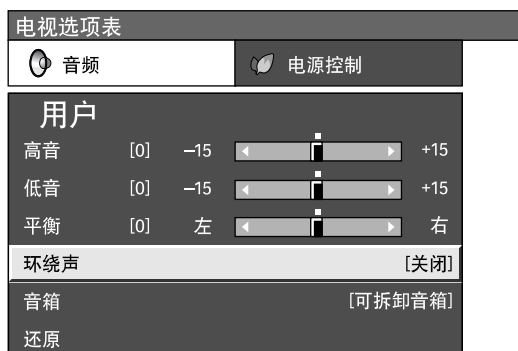 电视选项表
音频 电源控制
用户
高音 [0] –15 +15
低音 [0] –15 +15
平衡 [0] 左 右
环绕声 [关闭]
音箱 [可拆卸音箱]
还原